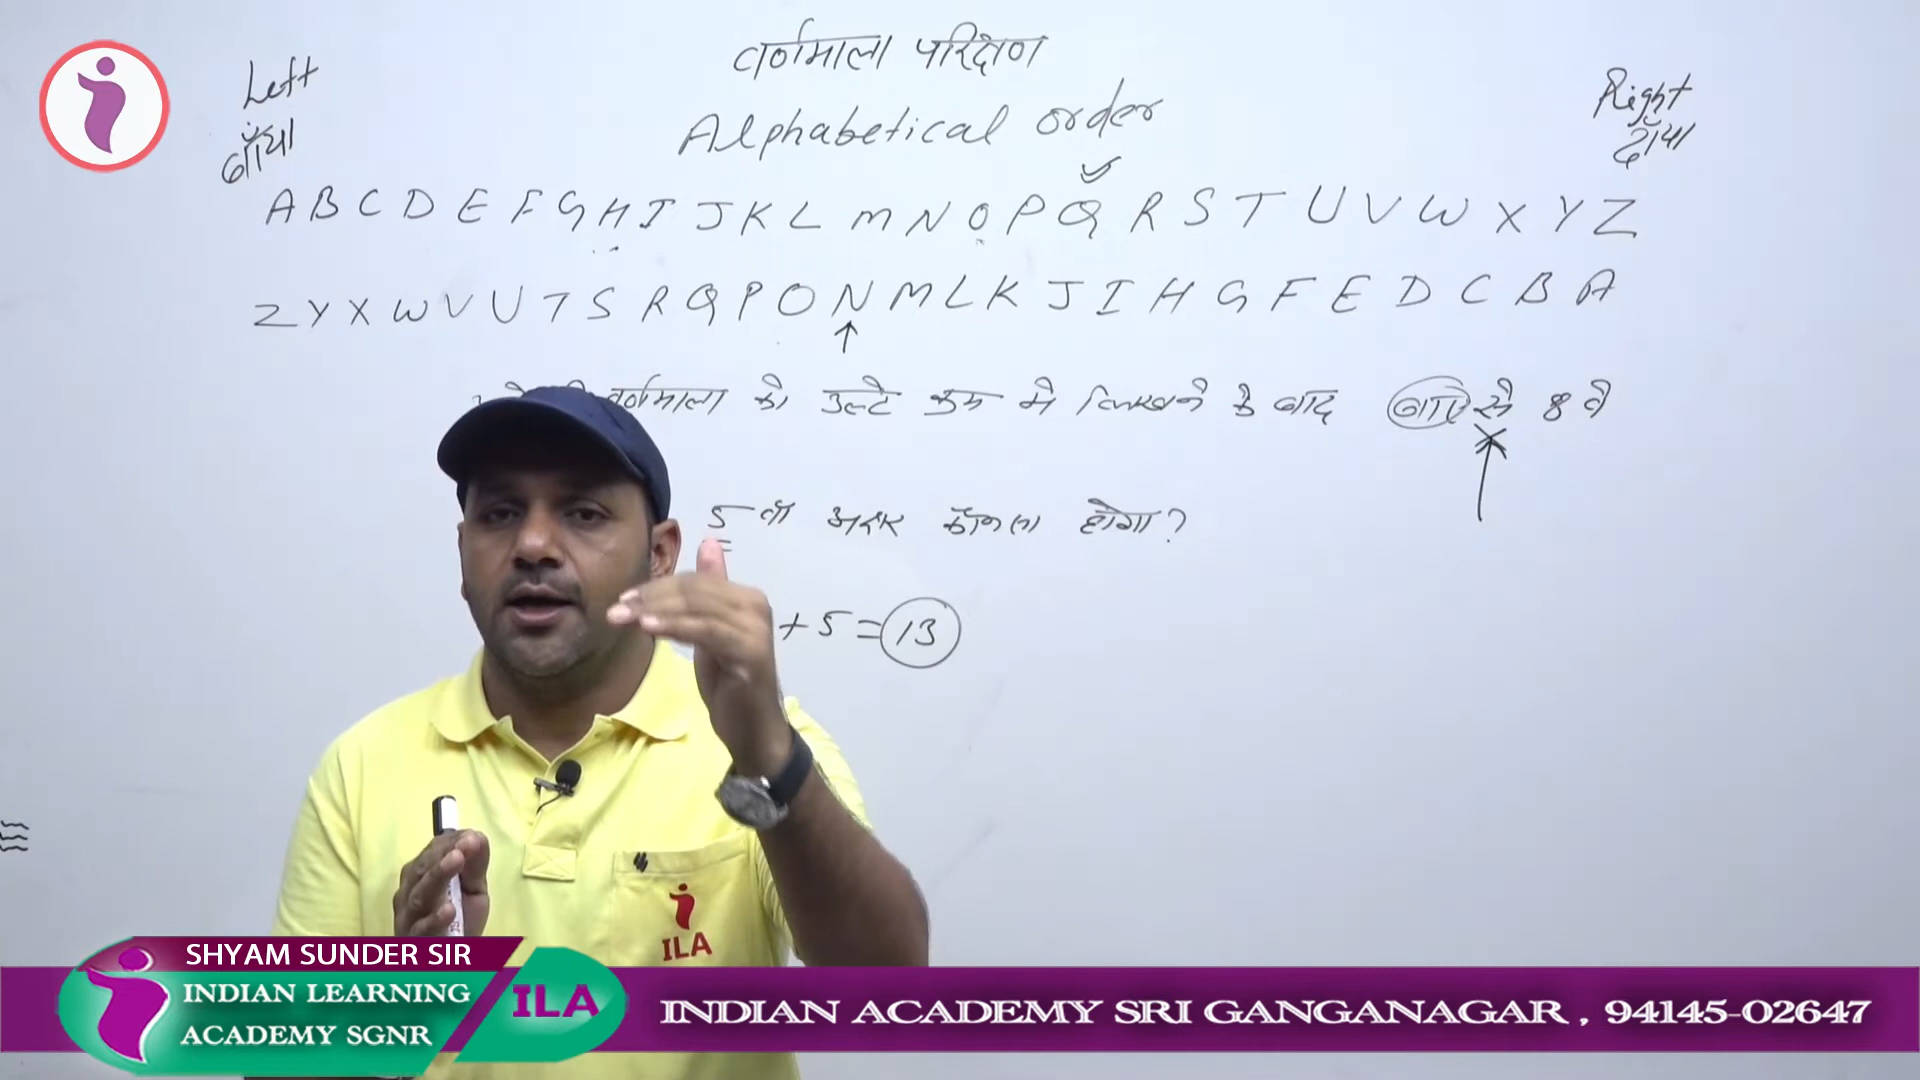 वर्णमाला परिक्षण
Left
Right
Alphabetical order
बाँया
दाँया
A B C D E F G H I J K L M N O P Q R S T U V W X Y Z
Z Y X W V U T S R Q P O N M L K J I H G F E D C B A
वर्णमाला को उल्टे क्रम मे लिखने के बाद बाएं से 8 वे
5 वाँ अक्षर कौनसा होगा?
+ 5 = 13
ILA
SHYAM SUNDER SIR
INDIAN LEARNING
ACADEMY SGNR
ILA
INDIAN ACADEMY SRI GANGANAGAR , 94145-02647